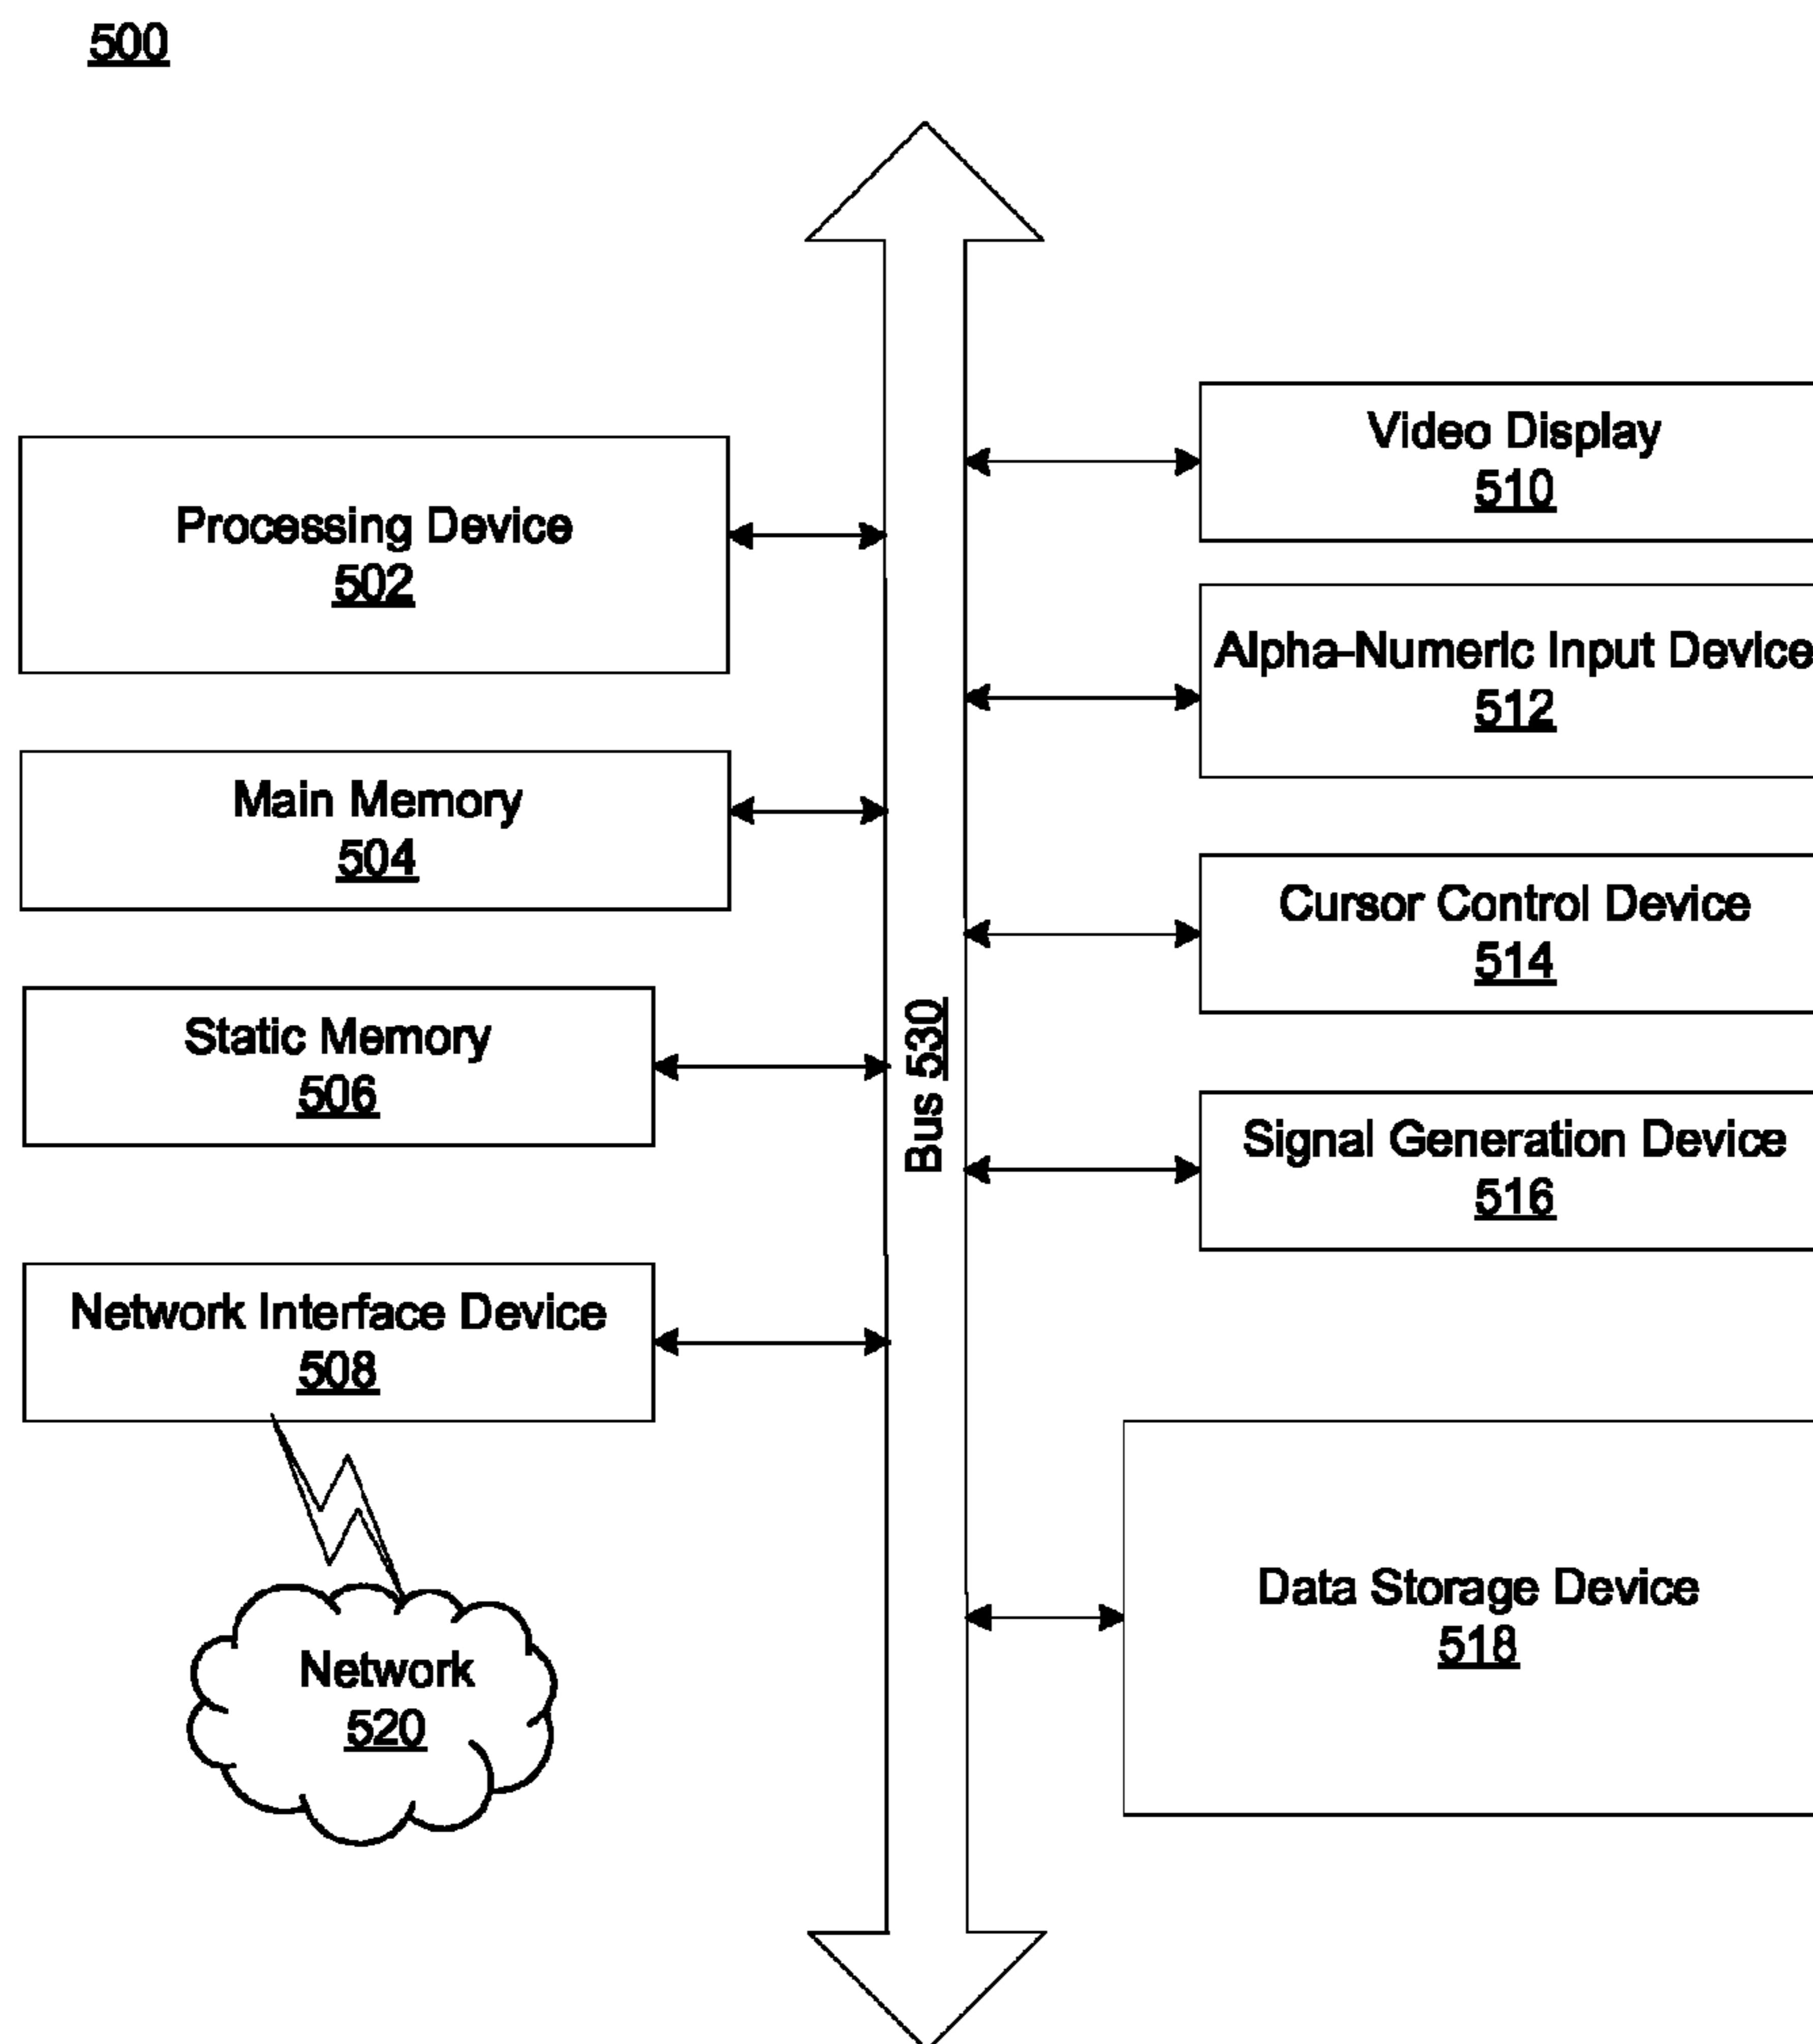 500
Processing Device
502
Main Memory
504
Static Memory
506
Network Interface Device
508
Network
520
Bus 530
Video Display
510
Alpha-Numeric Input Device
512
Cursor Control Device
514
Signal Generation Device
516
Data Storage Device
518